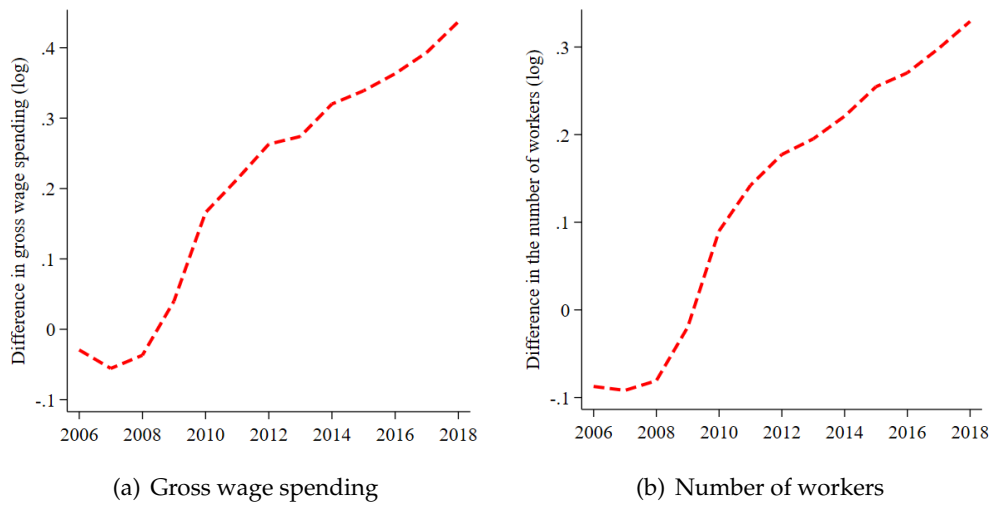 Difference in gross wage spending (log)
.4
.3
.2
.1
0
-.1
2006 2008 2010 2012 2014 2016 2018
(a) Gross wage spending
Difference in the number of workers (log)
.3
.2
.1
0
-.1
2006 2008 2010 2012 2014 2016 2018
(b) Number of workers